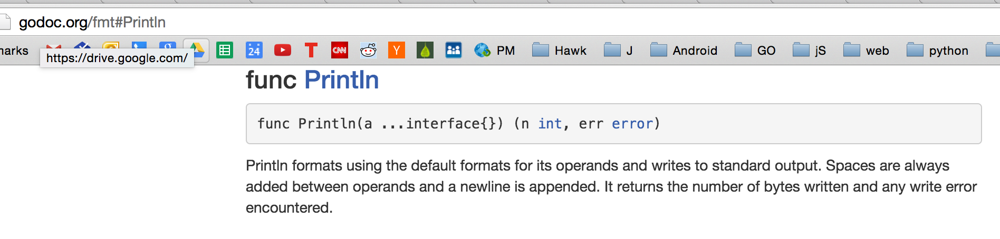 godoc.org/fmt#Println
arks
24
CNN
Y
PM
Hawk
J
Android
GO
jS
web
python
https://drive.google.com/
func Println
func Println(a ...interface{}) (n int, err error)
Println formats using the default formats for its operands and writes to standard output. Spaces are always
added between operands and a newline is appended. It returns the number of bytes written and any write error
encountered.